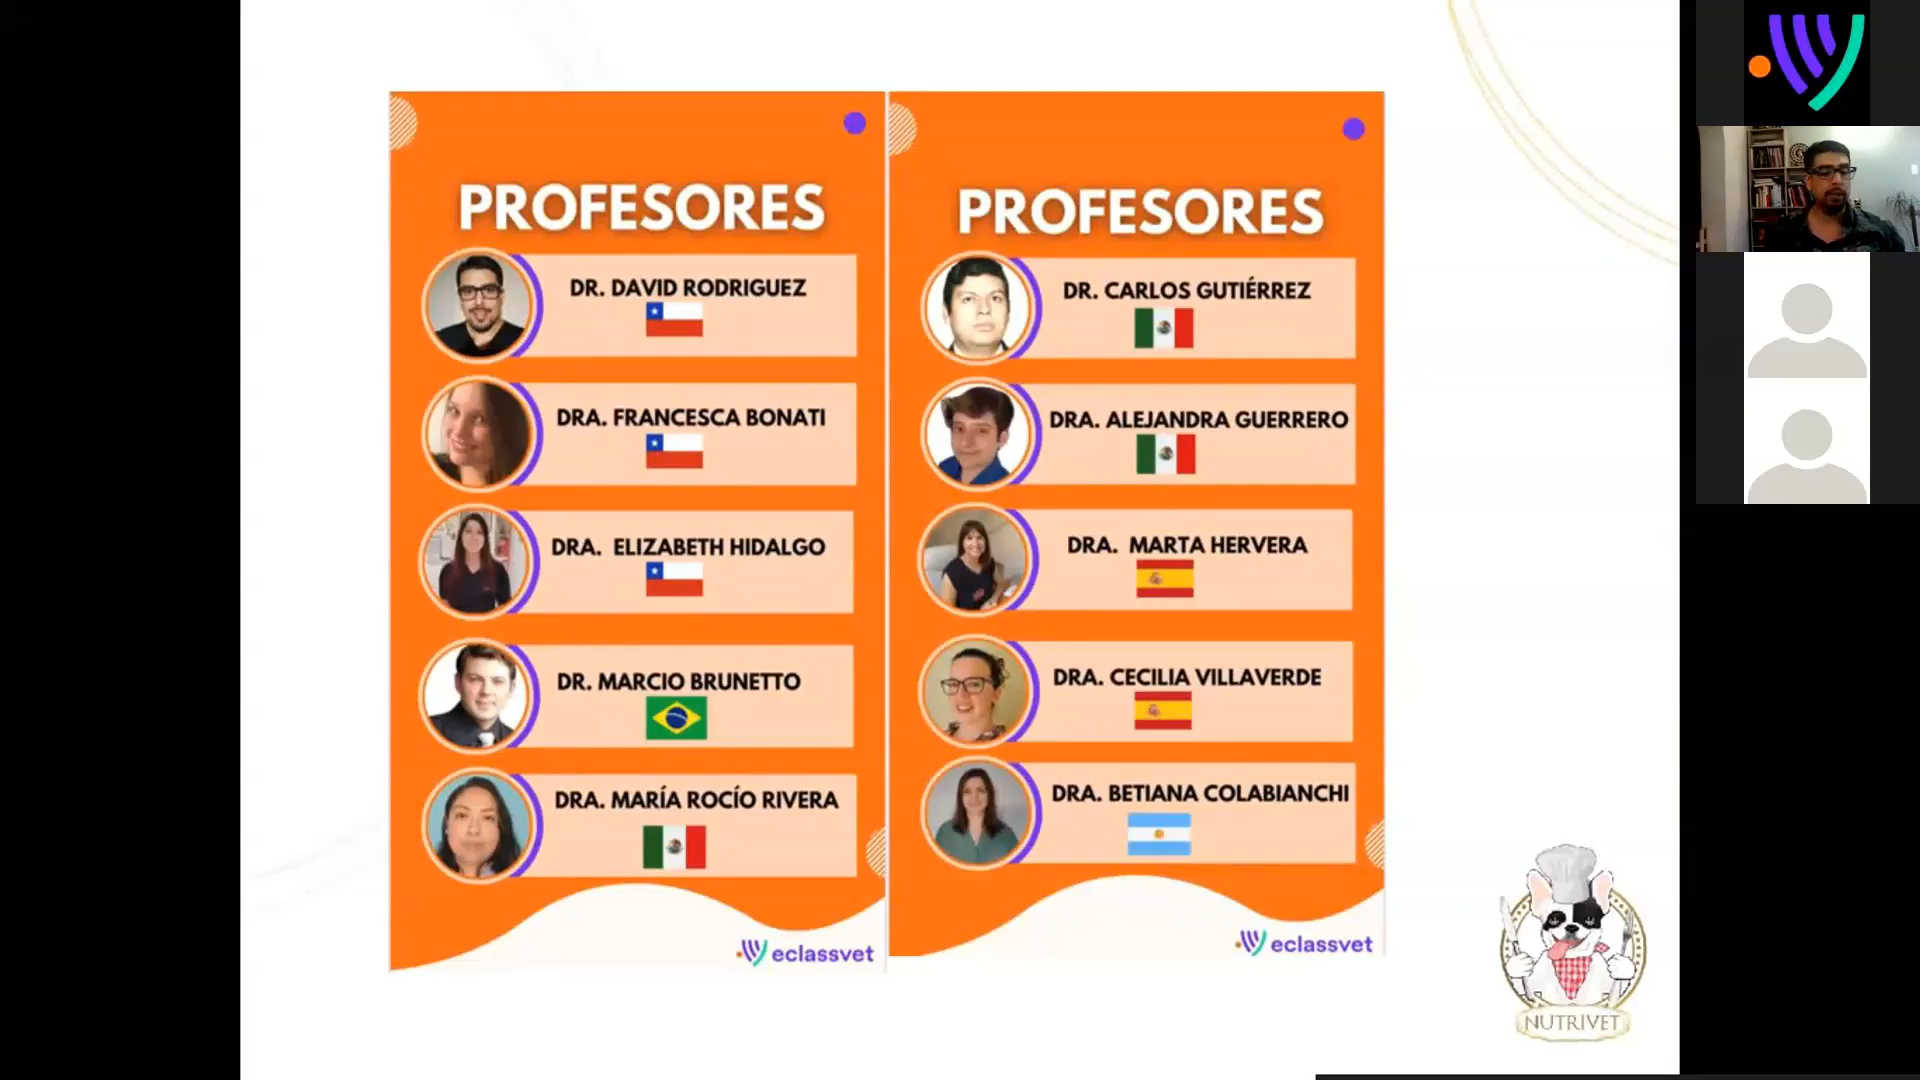 PROFESORES
DR. DAVID RODRIGUEZ
DRA. FRANCESCA BONATI
DRA. ELIZABETH HIDALGO
DR. MARCIO BRUNETTO
DRA. MARÍA ROCÍO RIVERA
eclassvet
PROFESORES
DR. CARLOS GUTIÉRREZ
DRA. ALEJANDRA GUERRERO
DRA. MARTA HERVERA
DRA. CECILIA VILLAVERDE
DRA. BETIANA COLABIANCHI
eclassvet
NUTRIVET